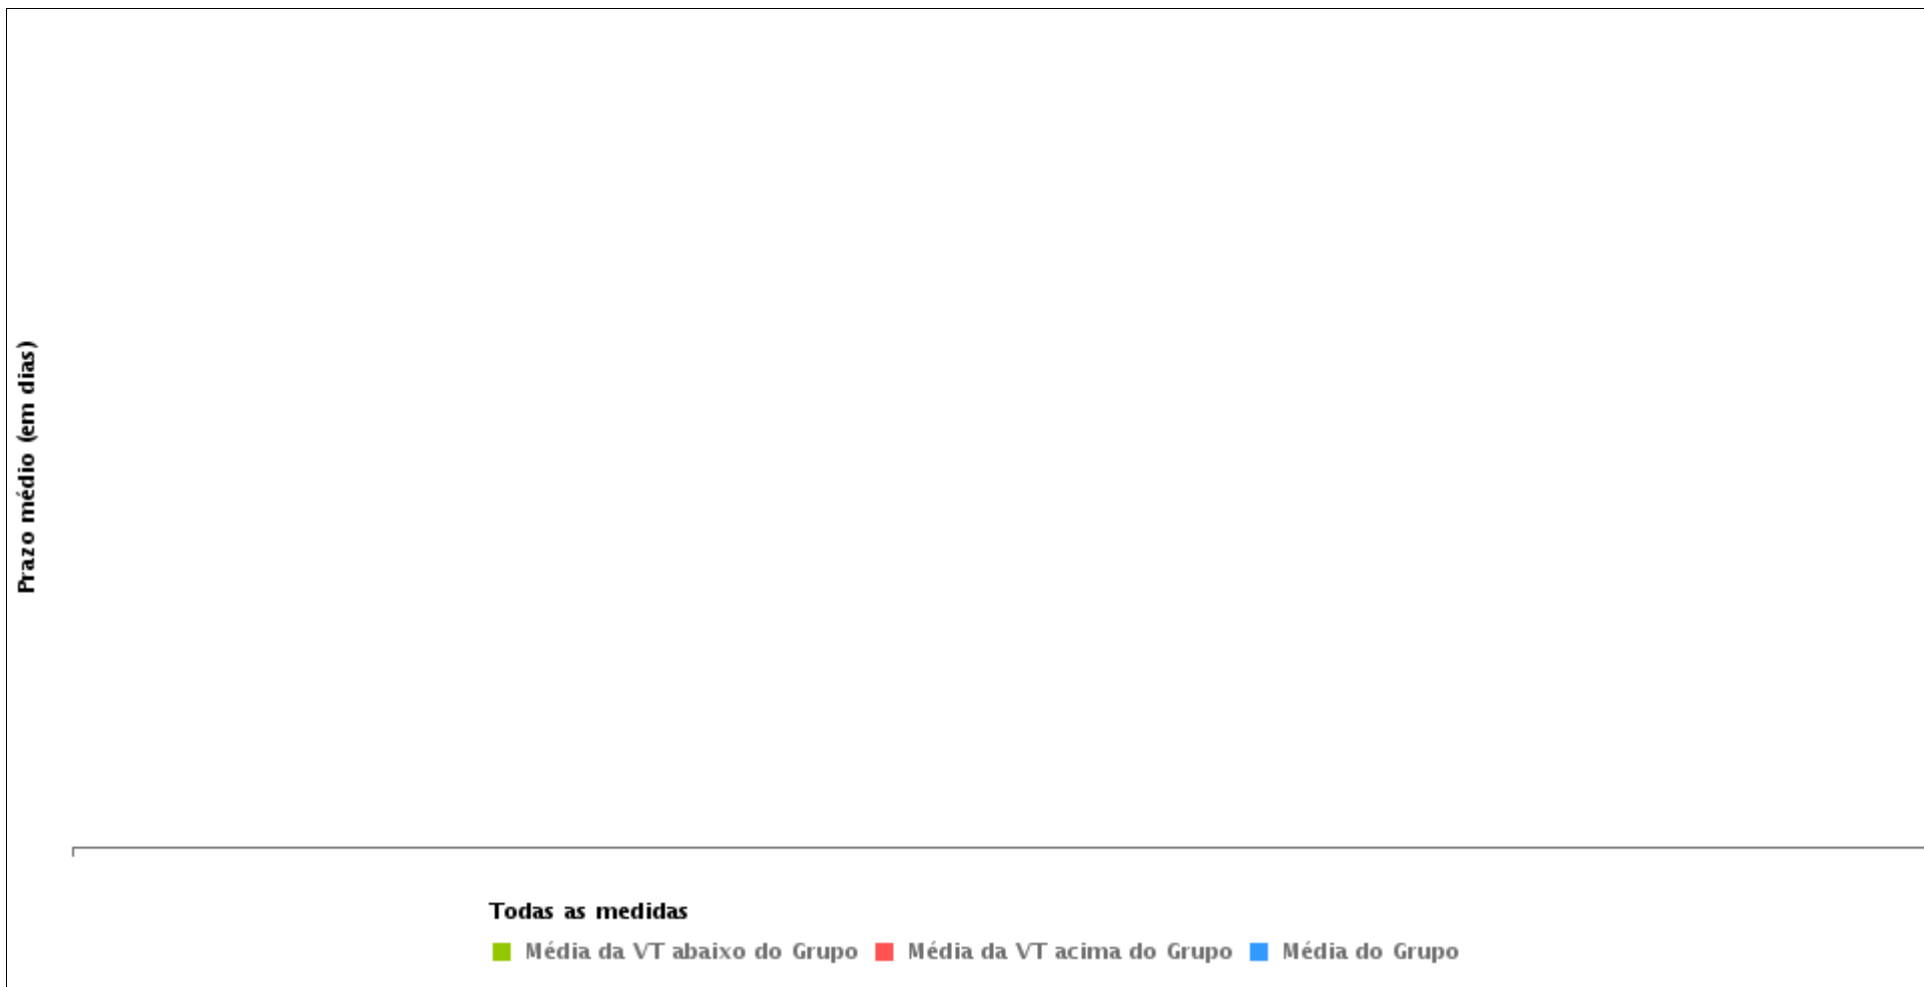 Prazo médio (em dias)
Todas as medidas
Média da VT abaixo do Grupo Média da VT acima do Grupo Média do Grupo